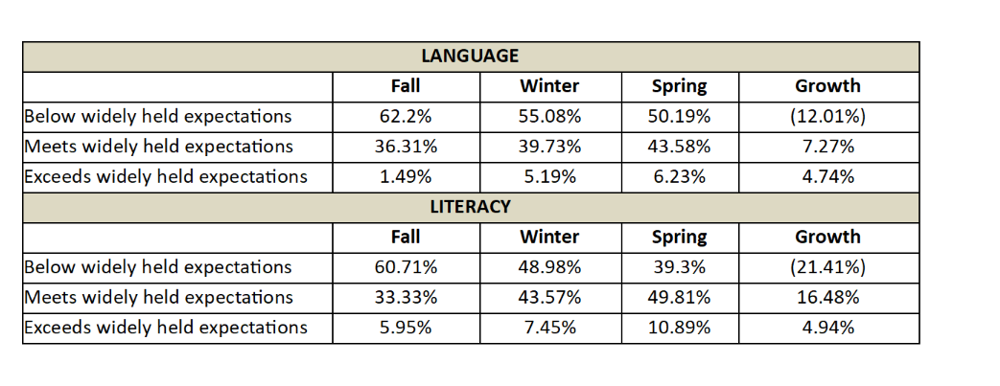 LANGUAGE
Fall Winter Spring Growth
Below widely held expectations 62.2% 55.08% 50.19% (12.01%)
Meets widely held expectations 36.31% 39.73% 43.58% 7.27%
Exceeds widely held expectations 1.49% 5.19% 6.23% 4.74%
LITERACY
Fall Winter Spring Growth
Below widely held expectations 60.71% 48.98% 39.3% (21.41%)
Meets widely held expectations 33.33% 43.57% 49.81% 16.48%
Exceeds widely held expectations 5.95% 7.45% 10.89% 4.94%